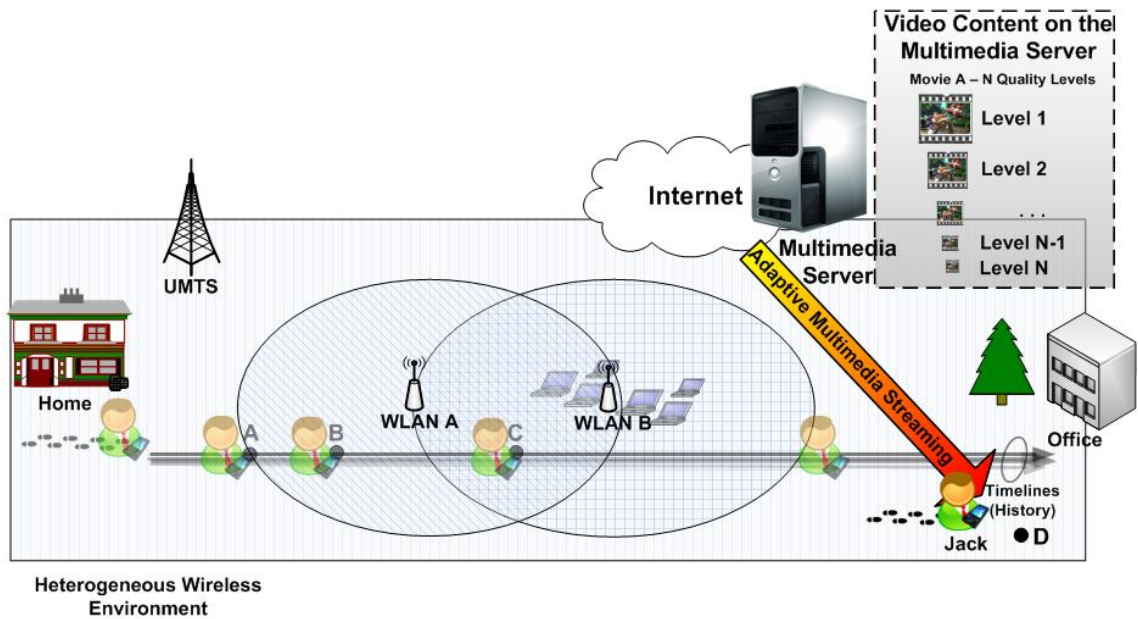 Video Content on the
Multimedia Server
Movie A – N Quality Levels
Level 1
Level 2
. . .
Level N-1
Level N
Internet
Multimedia
Server
UMTS
Adaptive Multimedia Streaming
Home
WLAN A
WLAN B
A
B
C
Office
Timelines
(History)
Jack
D
Heterogeneous Wireless
Environment